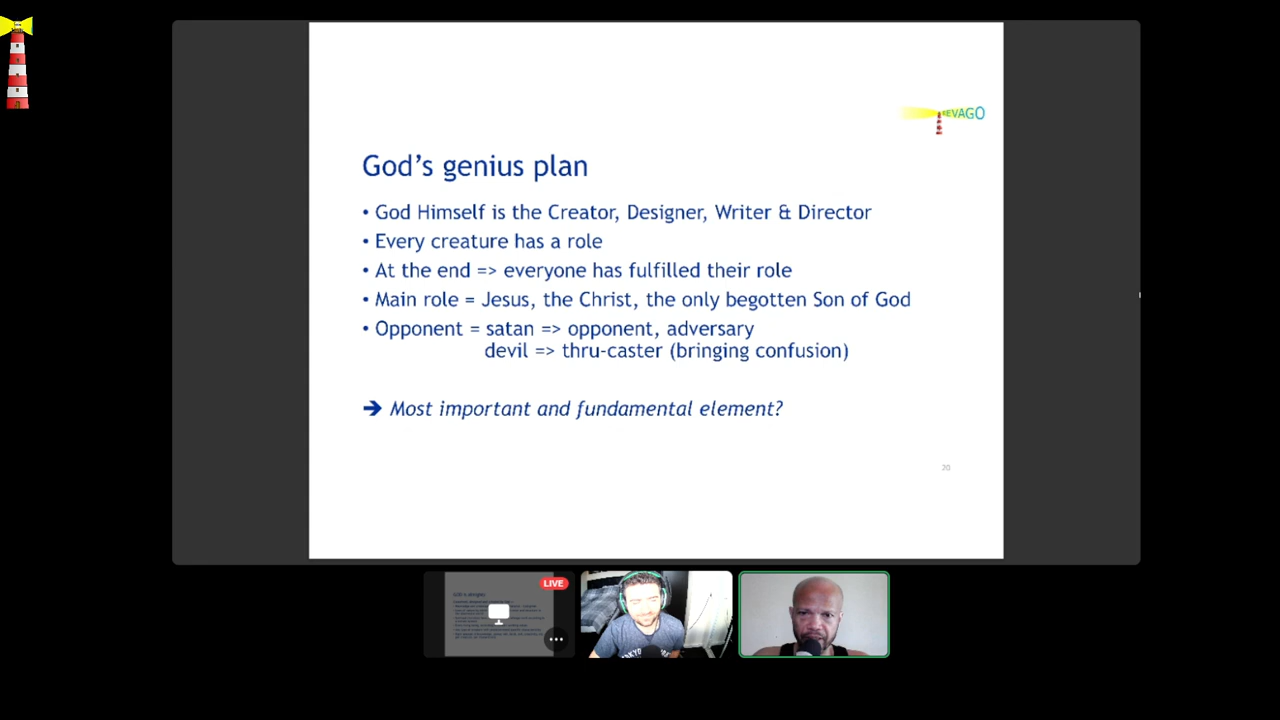 EVAGO
God's genius plan
• God Himself is the Creator, Designer, Writer & Director
• Every creature has a role
• At the end => everyone has fulfilled their role
• Main role = Jesus, the Christ, the only begotten Son of God
• Opponent = satan => opponent, adversary
devil => thru-caster (bringing confusion)
➔ Most important and fundamental element?
20
LIVE